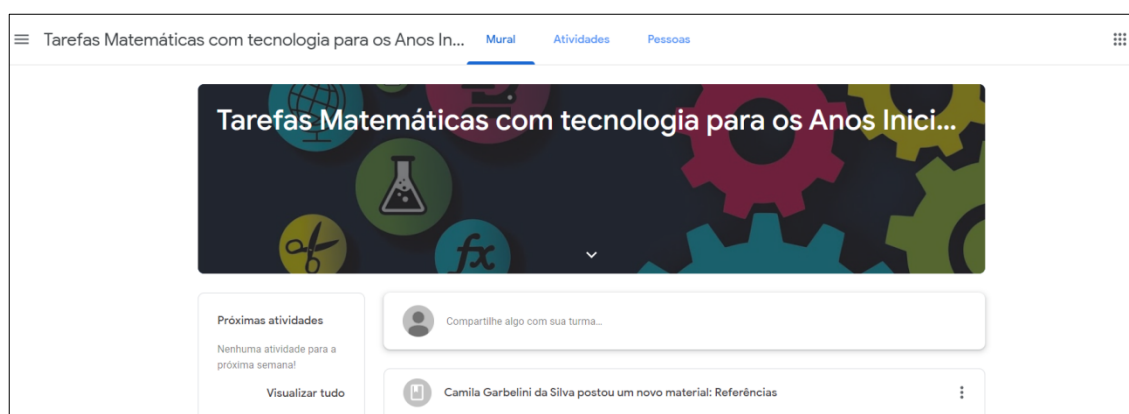 Tarefas Matemáticas com tecnologia para os Anos In... Mural Atividades Pessoas
Tarefas Matemáticas com tecnologia para os Anos Inici...
fx
Próximas atividades
Nenhuma atividade para a
próxima semana!
Visualizar tudo
Compartilhe algo com sua turma...
Camila Garbelini da Silva postou um novo material: Referências